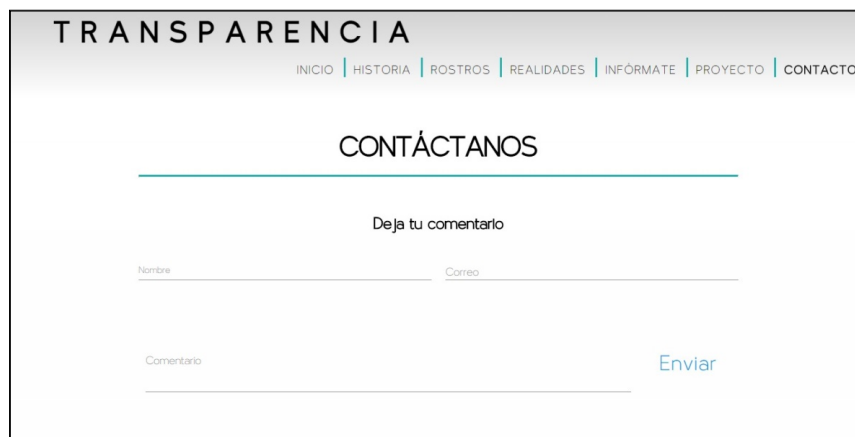 TRANSPARENCIA
INICIO HISTORIA ROSTROS REALIDADES INFÓRMATE PROYECTO CONTACTO
CONTÁCTANOS
Deja tu comentario
Nombre Correo
Comentario Enviar